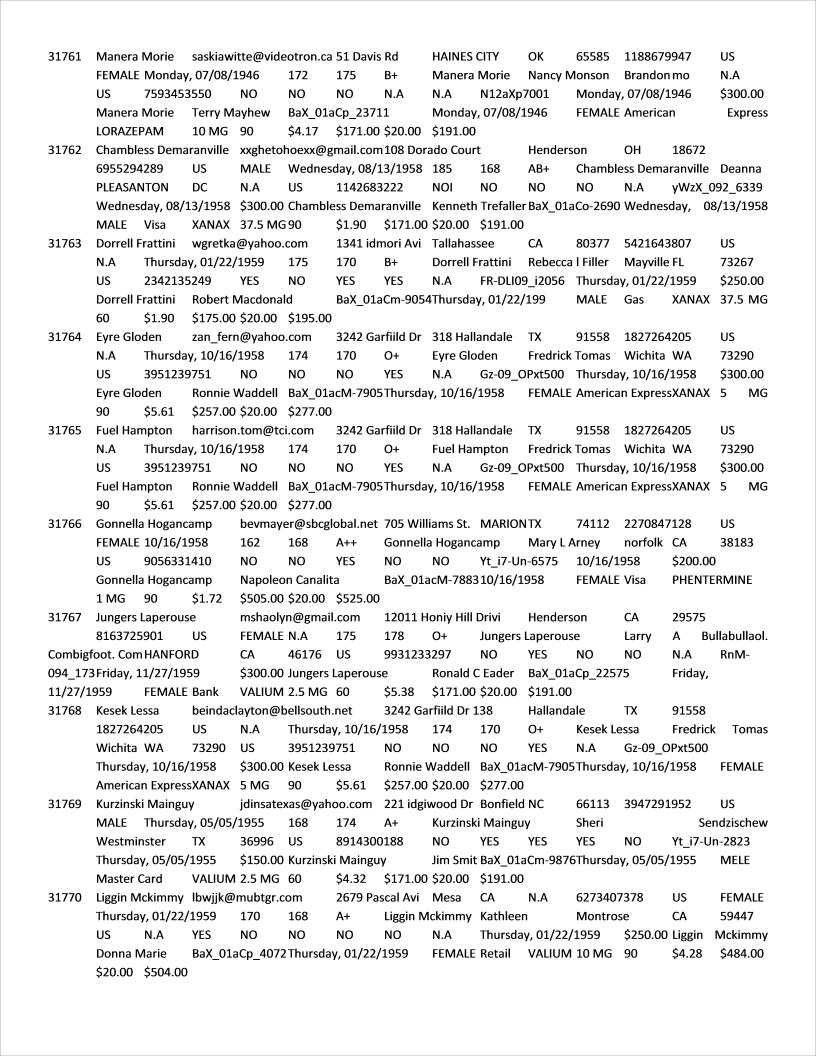 31761 Manera Morie saskiawitte@videotron.ca 51 Davis Rd HAINES CITY OK 65585 1188679947 US
FEMALE Monday, 07/08/1946 172 175 B+ Manera Morie Nancy Monson Brandon mo N.A
US 7593453550 NO NO NO N.A N.A N12aXp7001 Monday, 07/08/1946 $300.00
Manera Morie Terry Mayhew BaX_01aCp_23711 Monday, 07/08/1946 FEMALE American Express
LORAZEPAM 10 MG 90 $4.17 $171.00 $20.00 $191.00
31762 Chambless Demaranville xxghetohoexx@gmail.com 108 Dorado Court Henderson OH 18672
6955294289 US MALE Wednesday, 08/13/1958 185 168 AB+ Chambless Demaranville Deanna
PLEASANTON DC N.A US 1142683222 NOI NO NO NO N.A yWzX_092_6339
Wednesday, 08/13/1958 $300.00 Chambless Demaranville Kenneth Trefaller BaX_01aCo-2690 Wednesday, 08/13/1958
MALE Visa XANAX 37.5 MG 90 $1.90 $171.00 $20.00 $191.00
31763 Dorrell Frattini wgretka@yahoo.com 1341 idmori Avi Tallahassee CA 80377 5421643807 US
N.A Thursday, 01/22/1959 175 170 B+ Dorrell Frattini Rebecca l Filler Mayville FL 73267
US 2342135249 YES NO YES YES N.A FR-DLI09_i2056 Thursday, 01/22/1959 $250.00
Dorrell Frattini Robert Macdonald BaX_01aCm-9054 Thursday, 01/22/199 MALE Gas XANAX 37.5 MG
60 $1.90 $175.00 $20.00 $195.00
31764 Eyre Gloden zan_fern@yahoo.com 3242 Garfiild Dr 318 Hallandale TX 91558 1827264205 US
N.A Thursday, 10/16/1958 174 170 O+ Eyre Gloden Fredrick Tomas Wichita WA 73290
US 3951239751 NO NO NO YES N.A Gz-09_OPxt500 Thursday, 10/16/1958 $300.00
Eyre Gloden Ronnie Waddell BaX_01acM-7905 Thursday, 10/16/1958 FEMALE American Express XANAX 5 MG
90 $5.61 $257.00 $20.00 $277.00
31765 Fuel Hampton harrison.tom@tci.com 3242 Garfiild Dr 318 Hallandale TX 91558 1827264205 US
N.A Thursday, 10/16/1958 174 170 O+ Fuel Hampton Fredrick Tomas Wichita WA 73290
US 3951239751 NO NO NO YES N.A Gz-09_OPxt500 Thursday, 10/16/1958 $300.00
Fuel Hampton Ronnie Waddell BaX_01acM-7905 Thursday, 10/16/1958 FEMALE American Express XANAX 5 MG
90 $5.61 $257.00 $20.00 $277.00
31766 Gonnella Hogancamp bevmayer@sbcglobal.net 705 Williams St. MARION TX 74112 2270847128 US
FEMALE 10/16/1958 162 168 A++ Gonnella Hogancamp Mary L Arney norfolk CA 38183
US 9056331410 NO NO YES NO NO Yt_i7-Un-6575 10/16/1958 $200.00
Gonnella Hogancamp Napoleon Canalita BaX_01acM-7883 10/16/1958 FEMALE Visa PHENTERMINE
1 MG 90 $1.72 $505.00 $20.00 $525.00
31767 Jungers Laperouse mshaolyn@gmail.com 12011 Honiy Hill Drivi Henderson CA 29575
8163725901 US FEMALE N.A 175 178 O+ Jungers Laperouse Larry A Bullabullaol.
Combigfoot. Com HANFORD CA 46176 US 9931233297 NO YES NO NO N.A RnM-
094_173 Friday, 11/27/1959 $300.00 Jungers Laperouse Ronald C Eader BaX_01aCp_22575 Friday,
11/27/1959 FEMALE Bank VALIUM 2.5 MG 60 $5.38 $171.00 $20.00 $191.00
31768 Kesek Lessa beindaclayton@bellsouth.net 3242 Garfiild Dr 138 Hallandale TX 91558
1827264205 US N.A Thursday, 10/16/1958 174 170 O+ Kesek Lessa Fredrick Tomas
Wichita WA 73290 US 3951239751 NO NO NO YES N.A Gz-09_OPxt500
Thursday, 10/16/1958 $300.00 Kesek Lessa Ronnie Waddell BaX_01acM-7905 Thursday, 10/16/1958 FEMALE
American Express XANAX 5 MG 90 $5.61 $257.00 $20.00 $277.00
31769 Kurzinski Mainguy jdinsatexas@yahoo.com 221 idgiwood Dr Bonfield NC 66113 3947291952 US
MALE Thursday, 05/05/1955 168 174 A+ Kurzinski Mainguy Sheri Sendzischew
Westminster TX 36996 US 8914300188 NO YES YES YES NO Yt_i7-Un-2823
Thursday, 05/05/1955 $150.00 Kurzinski Mainguy Jim Smit BaX_01aCm-9876 Thursday, 05/05/1955 MELE
Master Card VALIUM 2.5 MG 60 $4.32 $171.00 $20.00 $191.00
31770 Liggin Mckimmy lbwjjk@mubtgr.com 2679 Pascal Avi Mesa CA N.A 6273407378 US FEMALE
Thursday, 01/22/1959 170 168 A+ Liggin Mckimmy Kathleen Montrose CA 59447
US N.A YES NO NO NO NO N.A Thursday, 01/22/1959 $250.00 Liggin Mckimmy
Donna Marie BaX_01aCp_4072 Thursday, 01/22/1959 FEMALE Retail VALIUM 10 MG 90 $4.28 $484.00
$20.00 $504.00